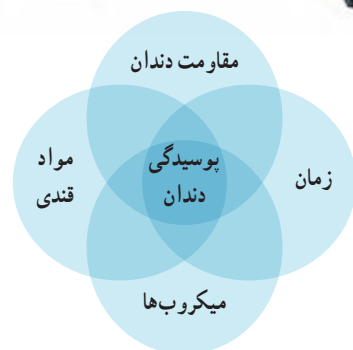 مقاومت دندان
مواد
قندی
پوسیدگی
دندان
زمان
میکروب‌ها